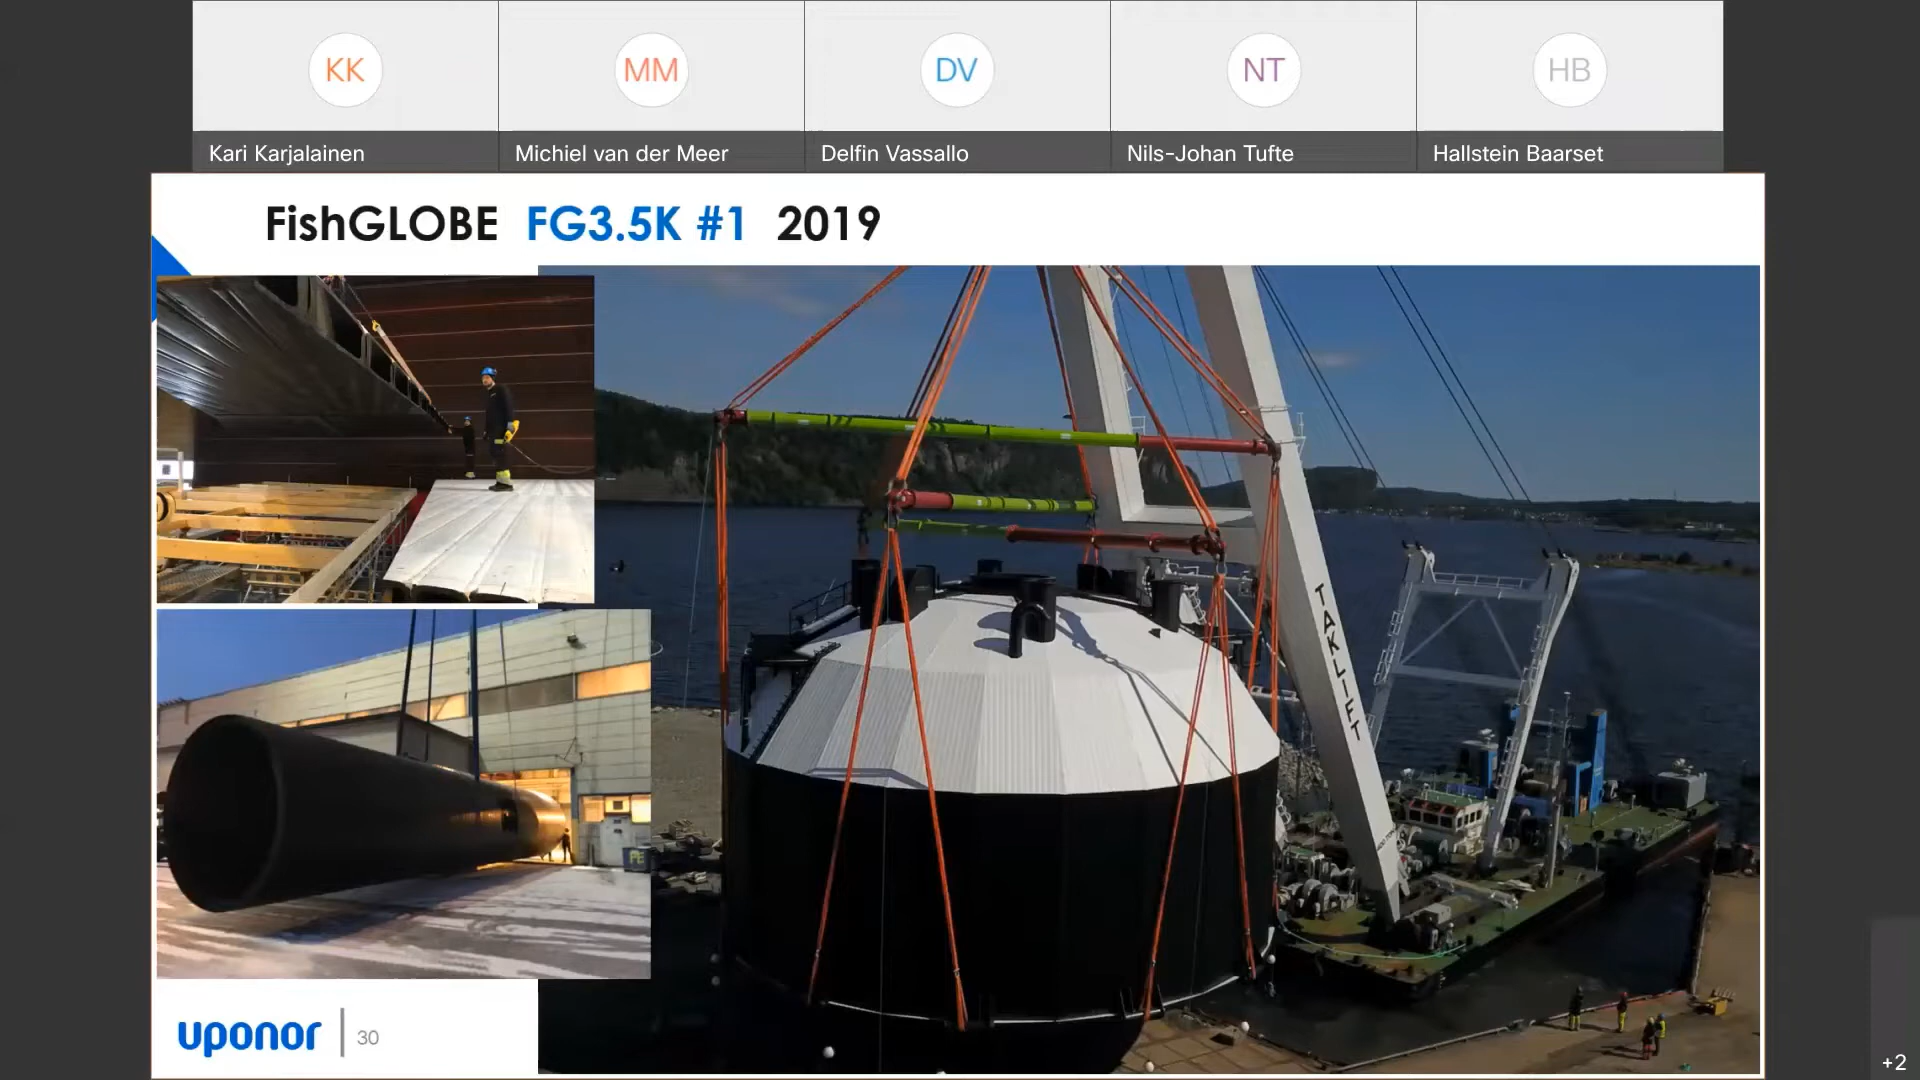 KK
MM
DV
NT
HB
Kari Karjalainen
Michiel van der Meer
Delfin Vassallo
Nils-Johan Tufte
Hallstein Baarset
FishGLOBE FG3.5K #1 2019
TAKLIFT
PE
uponor
30
+2